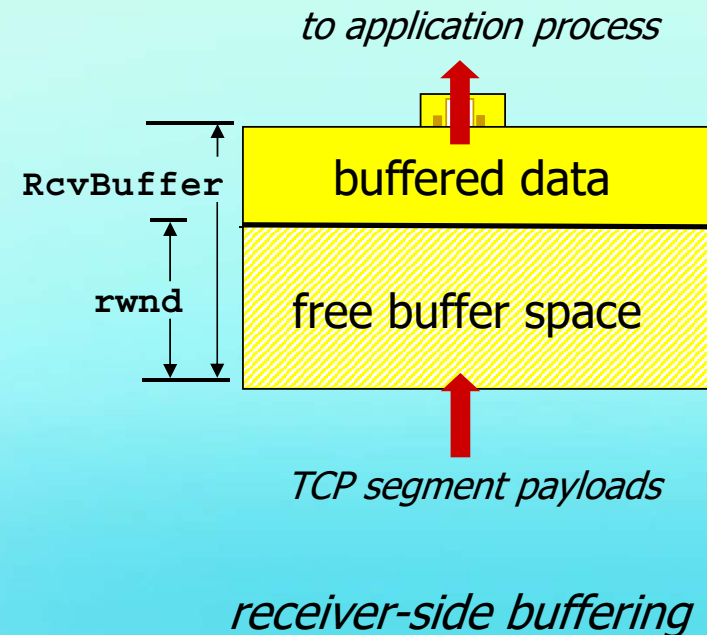 to application process
RcvBuffer
buffered data
rwnd
free buffer space
TCP segment payloads
receiver-side buffering